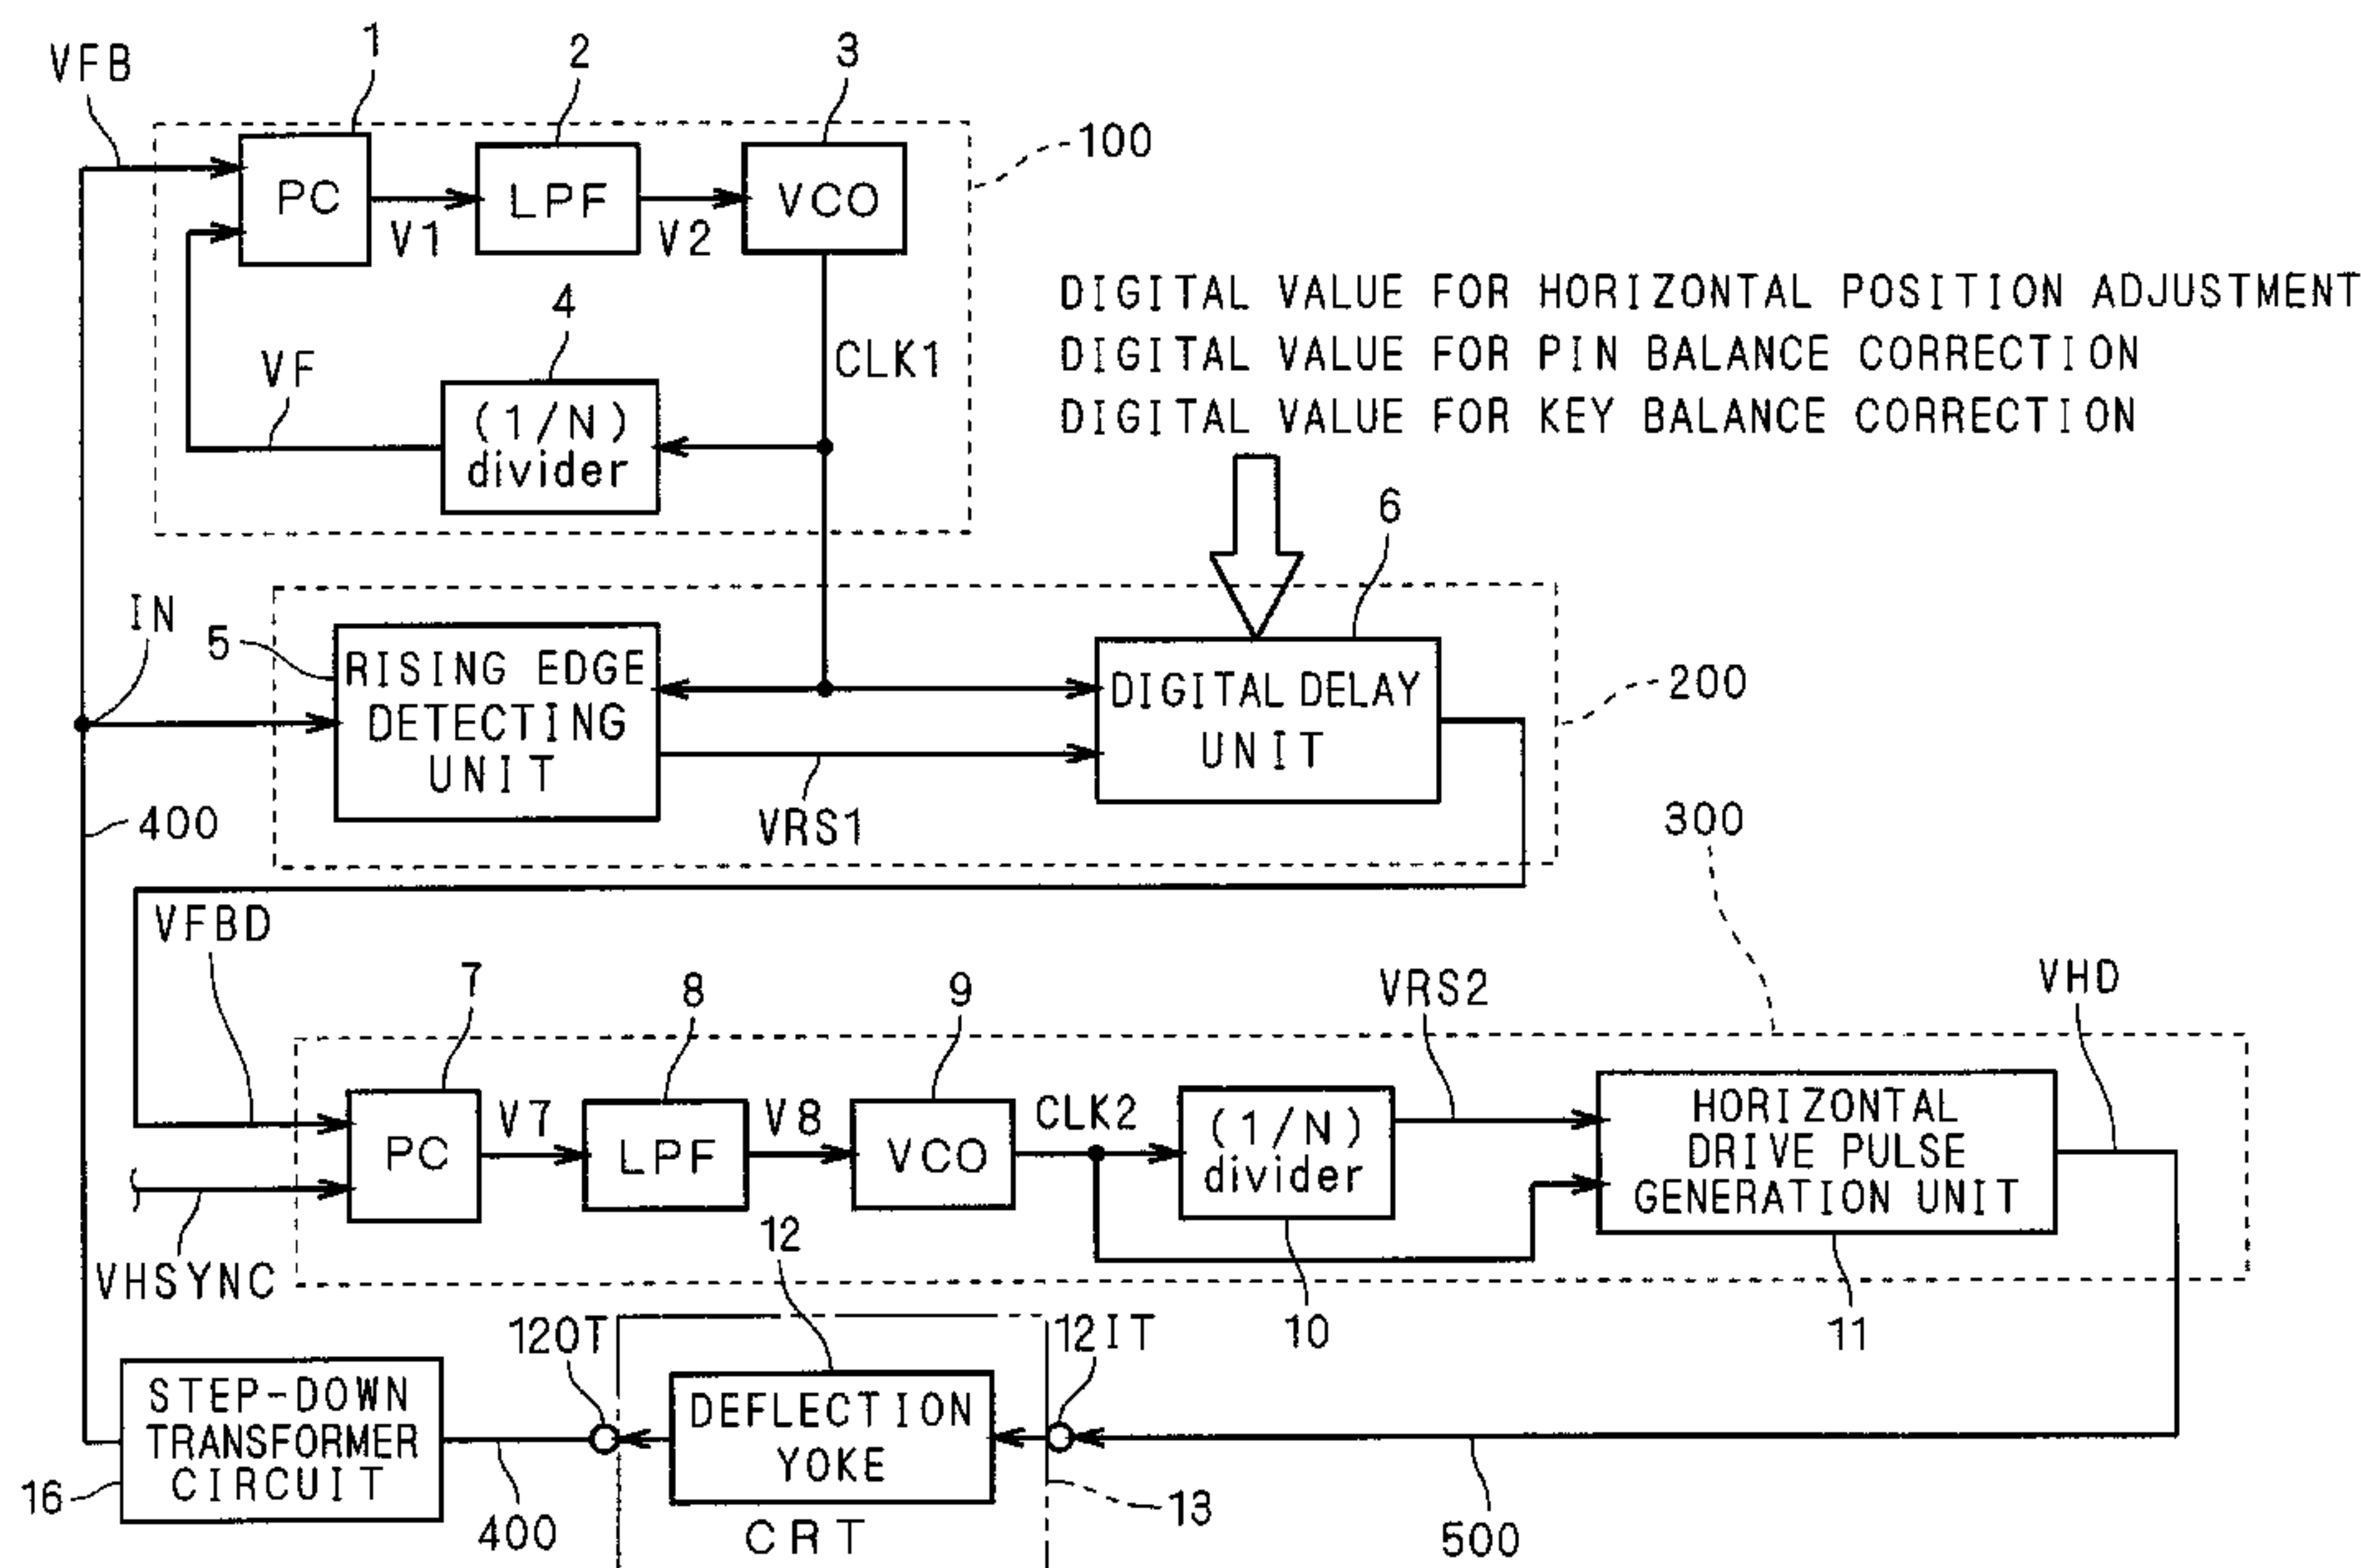 VFB
1
2
3
100
PC
LPF
VCO
V1
V2
DIGITAL VALUE FOR HORIZONTAL POSITION ADJUSTMENT
DIGITAL VALUE FOR PIN BALANCE CORRECTION
DIGITAL VALUE FOR KEY BALANCE CORRECTION
4
VF
CLK1
(1/N)
divider
6
IN
5
RISING EDGE
DETECTING
UNIT
DIGITAL DELAY
UNIT
200
400
VRS1
300
VFBD
7
8
9
VRS2
VHD
PC
V7
LPF
V8
VCO
CLK2
(1/N)
divider
HORIZONTAL
DRIVE PULSE
GENERATION UNIT
VHSYNC
12
10
11
12OT
12IT
STEP-DOWN
TRANSFORMER
CIRCUIT
DEFLECTION
YOKE
16
400
CRT
13
500